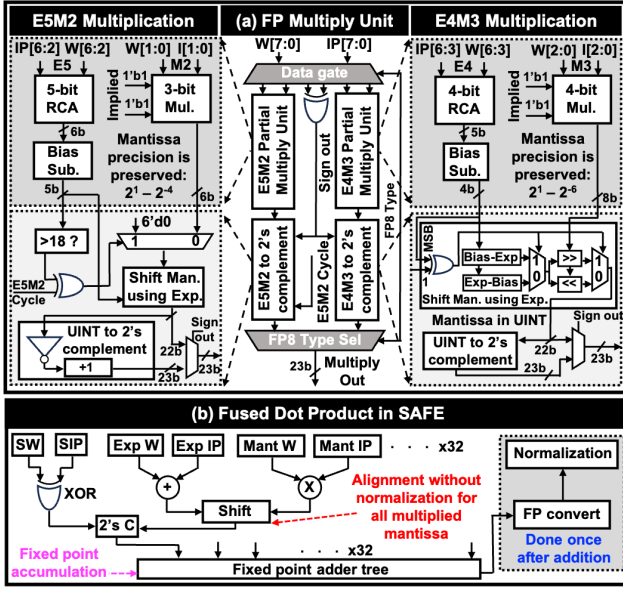 E5M2 Multiplication
(a) FP Multiply Unit
E4M3 Multiplication
IP[6:2] W[6:2] W[1:0] I[1:0]
E5
M2
Implied
1'b1
1'b1
5-bit
RCA
3-bit
Mul.
6b
Bias
Sub.
Mantissa
precision is
preserved:
2¹ – 2⁻⁴
5b
6b
6'd0
>18 ?
1 0
E5M2
Cycle
Shift Man.
using Exp.
UINT to 2's
complement
+1
22b
Sign
out
23b
23b
W[7:0] IP[7:0]
Data gate
E5M2 Partial
Multiply Unit
Sign out
E4M3 Partial
Multiply Unit
FP8 Type
E5M2 to 2's
complement
E5M2 Cycle
E4M3 to 2's
complement
FP8 Type Sel
23b
Multiply
Out
IP[6:3] W[6:3] W[2:0] I[2:0]
E4
M3
Implied
1'b1
1'b1
4-bit
RCA
4-bit
Mul.
5b
Bias
Sub.
Mantissa
precision is
preserved:
2¹ – 2⁻⁶
4b
8b
MSB
1
Bias-Exp
Exp-Bias
1
0
>>
<<
1
0
Shift Man. using Exp.
Mantissa in UINT
Sign out
UINT to 2's
complement
22b
23b
23b
(b) Fused Dot Product in SAFE
SW SIP Exp W Exp IP Mant W Mant IP · · · · x32
XOR
+
X
Shift
2's C
Alignment without
normalization for
all multiplied
mantissa
Normalization
FP convert
Done once
after addition
· · · · x32
Fixed point
accumulation
Fixed point adder tree